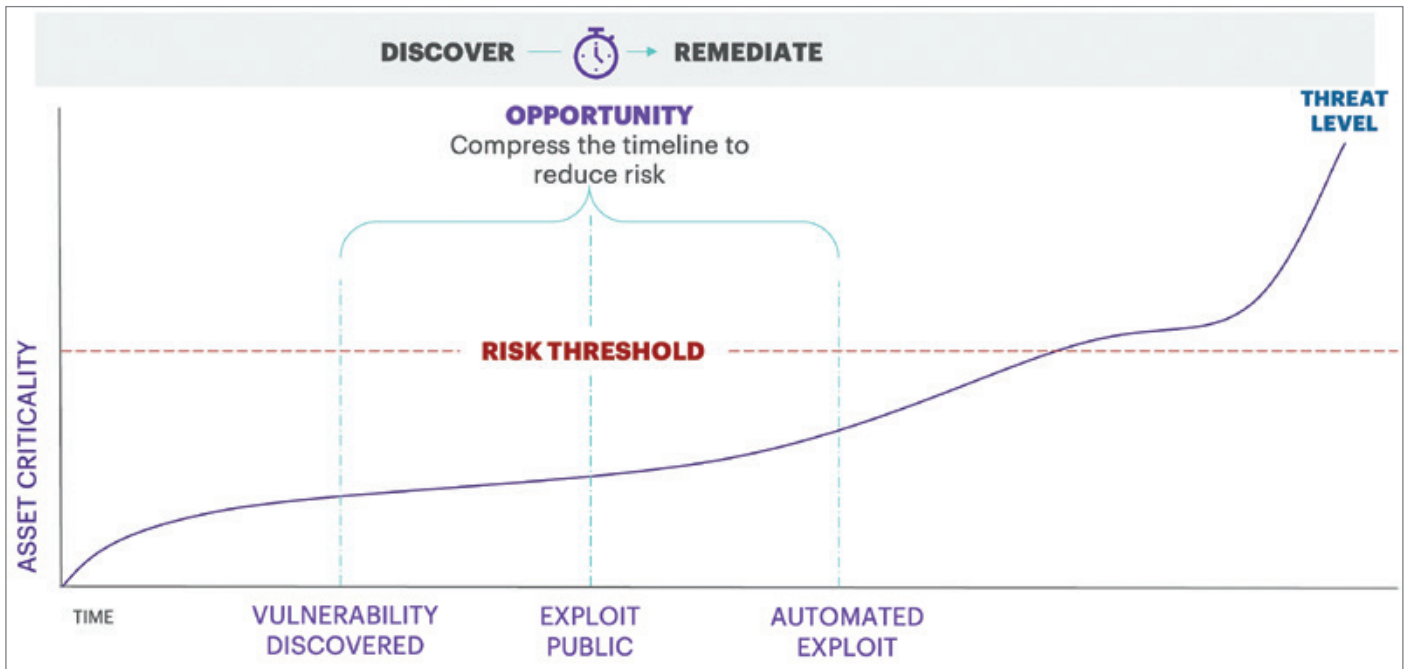 DISCOVER
REMEDIATE
OPPORTUNITY
Compress the timeline to
reduce risk
THREAT
LEVEL
RISK THRESHOLD
ASSET CRITICALITY
TIME
VULNERABILITY
DISCOVERED
EXPLOIT
PUBLIC
AUTOMATED
EXPLOIT